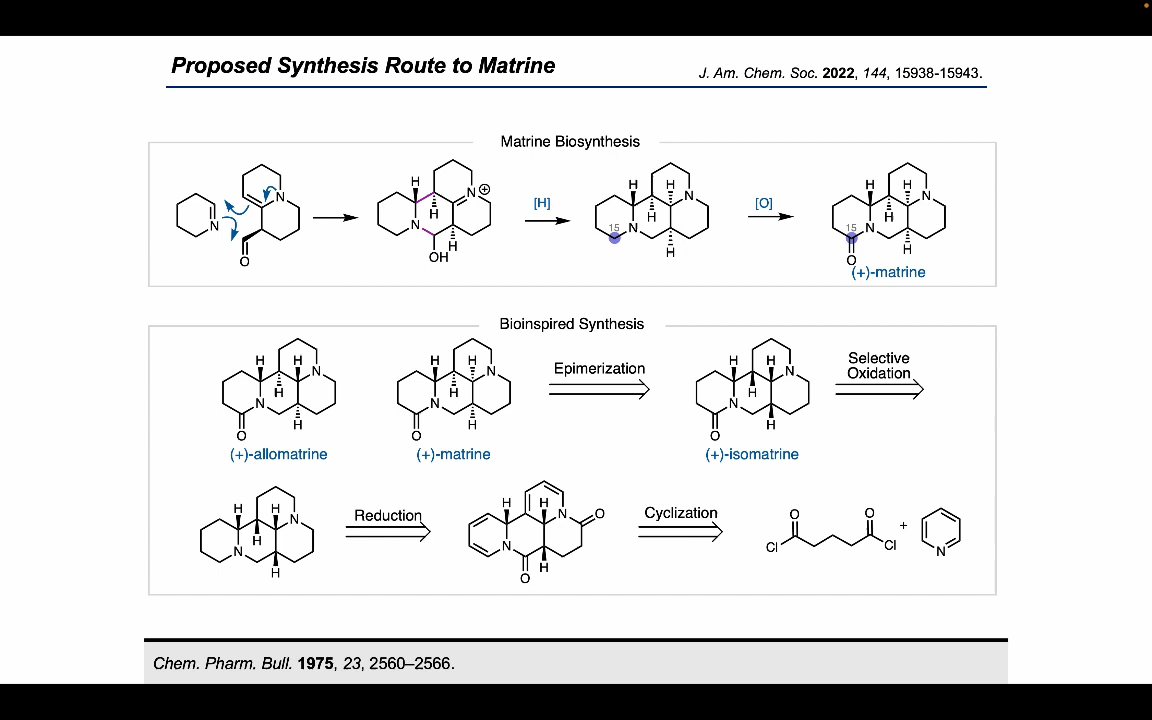 Proposed Synthesis Route to Matrine
J. Am. Chem. Soc. 2022, 144, 15938-15943.
Matrine Biosynthesis
N
N
O
H
H
N
⊕
N
H
OH
[H]
H
H
H
N
15
N
H
[O]
H
H
H
N
15
N
H
O
(+)-matrine
Bioinspired Synthesis
H
H
N
H
N
H
O
(+)-allomatrine
H
H
N
H
N
H
O
(+)-matrine
Epimerization
H
H
N
H
N
H
O
(+)-isomatrine
Selective
Oxidation
H
H
N
H
N
H
Reduction
H
H
N
O
N
H
O
Cyclization
O
O
Cl
Cl
+
N
Chem. Pharm. Bull. 1975, 23, 2560–2566.